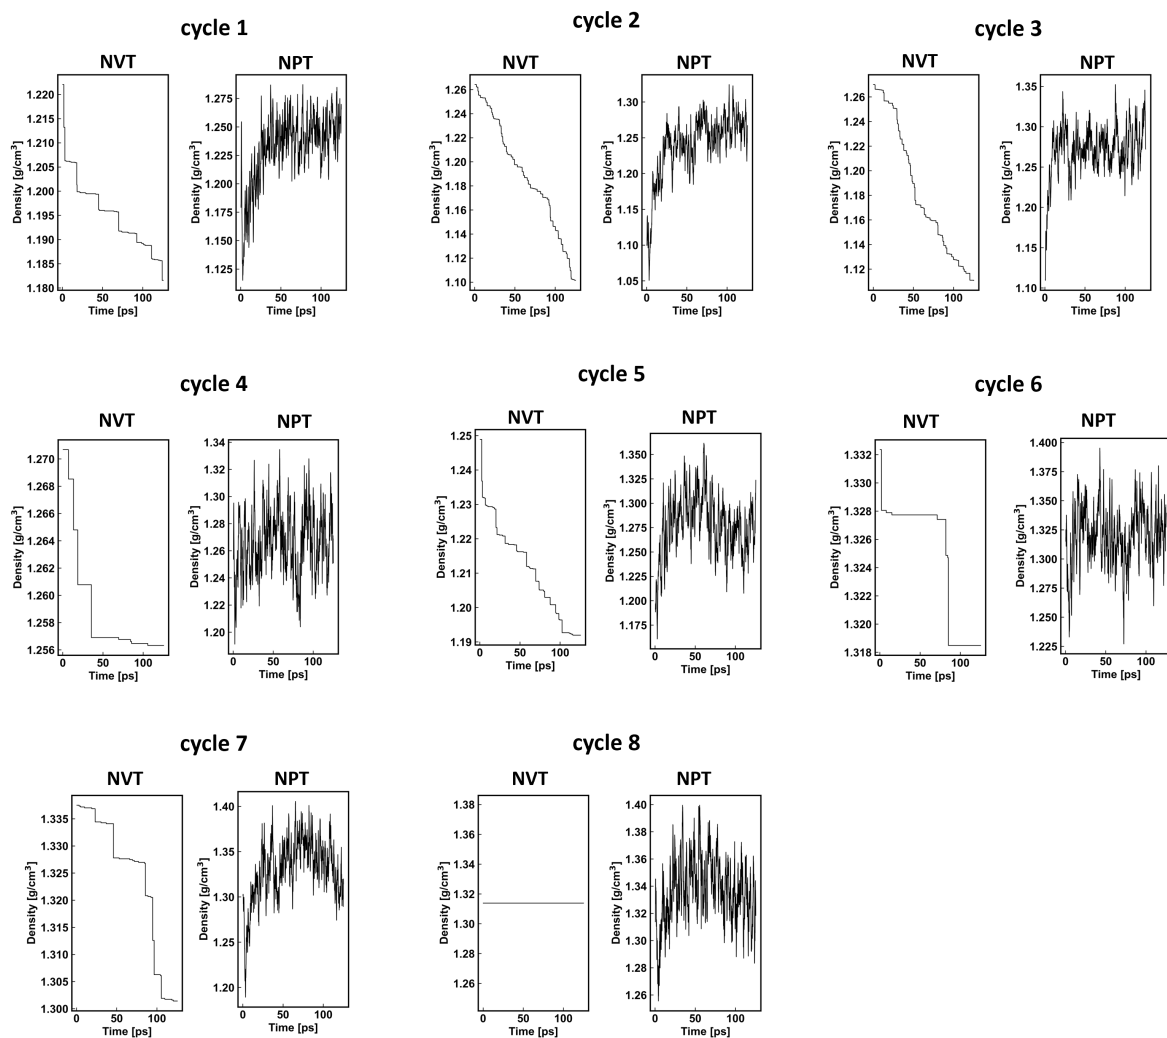 cycle 1
NVT
NPT
Density [g/cm³]
1.220
1.215
1.210
1.205
1.200
1.195
1.190
1.185
1.180
0 50 100
Time [ps]
Density [g/cm³]
1.275
1.250
1.225
1.200
1.175
1.150
1.125
0 50 100
Time [ps]
cycle 2
NVT
NPT
Density [g/cm³]
1.26
1.24
1.22
1.20
1.18
1.16
1.14
1.12
1.10
0 50 100
Time [ps]
Density [g/cm³]
1.30
1.25
1.20
1.15
1.10
1.05
0 50 100
Time [ps]
cycle 3
NVT
NPT
Density [g/cm³]
1.26
1.24
1.22
1.20
1.18
1.16
1.14
1.12
0 50 100
Time [ps]
Density [g/cm³]
1.35
1.30
1.25
1.20
1.15
1.10
0 50 100
Time [ps]
cycle 4
NVT
NPT
Density [g/cm³]
1.270
1.268
1.266
1.264
1.262
1.260
1.258
1.256
0 50 100
Time [ps]
Density [g/cm³]
1.34
1.32
1.30
1.28
1.26
1.24
1.22
1.20
0 50 100
Time [ps]
cycle 5
NVT
NPT
Density [g/cm³]
1.25
1.24
1.23
1.22
1.21
1.20
1.19
0 50 100
Time [ps]
Density [g/cm³]
1.350
1.325
1.300
1.275
1.250
1.225
1.200
1.175
1.150
0 50 100
Time [ps]
cycle 6
NVT
NPT
Density [g/cm³]
1.332
1.330
1.328
1.326
1.324
1.322
1.320
1.318
0 50 100
Time [ps]
Density [g/cm³]
1.400
1.375
1.350
1.325
1.300
1.275
1.250
1.225
0 50 100
Time [ps]
cycle 7
NVT
NPT
Density [g/cm³]
1.335
1.330
1.325
1.320
1.315
1.310
1.305
1.300
0 50 100
Time [ps]
Density [g/cm³]
1.40
1.35
1.30
1.25
1.20
0 50 100
Time [ps]
cycle 8
NVT
NPT
Density [g/cm³]
1.38
1.36
1.34
1.32
1.30
1.28
1.26
0 50 100
Time [ps]
Density [g/cm³]
1.40
1.38
1.36
1.34
1.32
1.30
1.28
1.26
0 50 100
Time [ps]